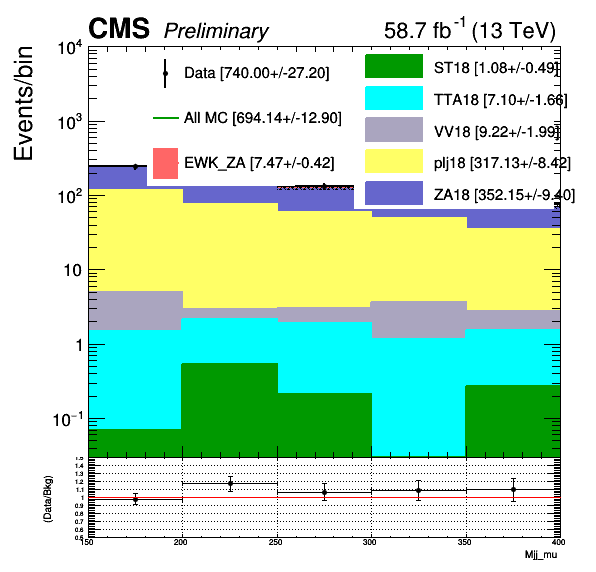 CMS Preliminary 58.7 fb⁻¹ (13 TeV)
Events/bin
10⁴
10³
10²
10
1
10⁻¹
Data [740.00+/-27.20]
All MC [694.14+/-12.90]
EWK_ZA [7.47+/-0.42]
ST18 [1.08+/-0.49]
TTA18 [7.10+/-1.66]
VV18 [9.22+/-1.99]
plj18 [317.13+/-8.42]
ZA18 [352.15+/-9.40]
(Data/Bkg)
1.5
1.4
1.3
1.2
1.1
1
0.9
0.8
0.7
0.6
0.5
150 200 250 300 350 400
Mjj_mu